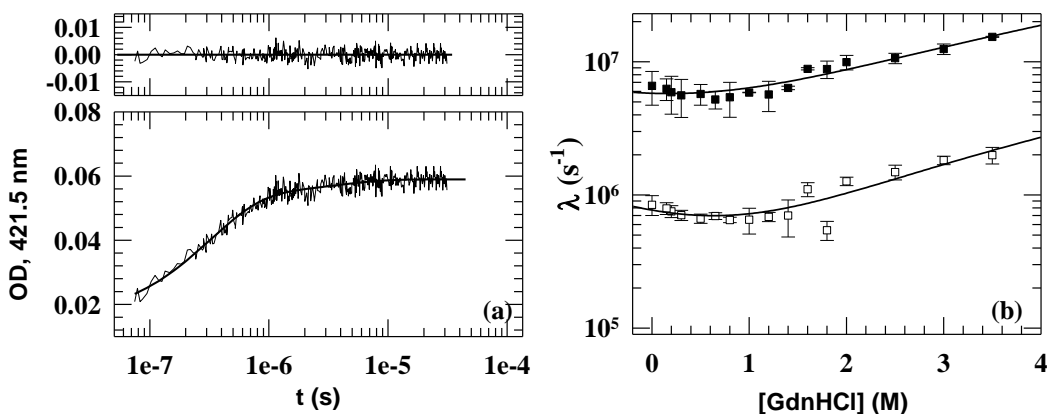 0.01
0.00
-0.01
0.08
0.06
0.04
0.02
OD, 421.5 nm
(a)
1e-7 1e-6 1e-5 1e-4
t (s)
10⁷
10⁶
10⁵
λ (s⁻¹)
(b)
0 1 2 3 4
[GdnHCl] (M)